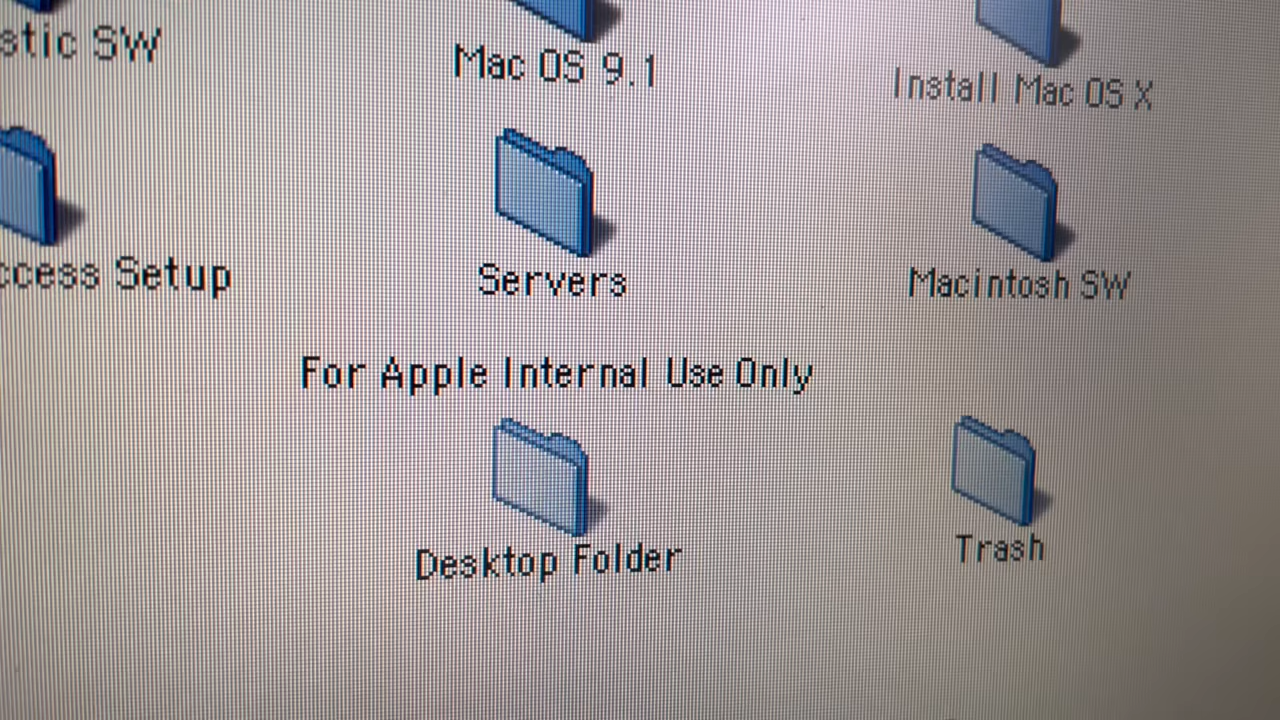 stic SW
Mac OS 9.1
Install Mac OS X
ccess Setup
Servers
Macintosh SW
For Apple Internal Use Only
Desktop Folder
Trash